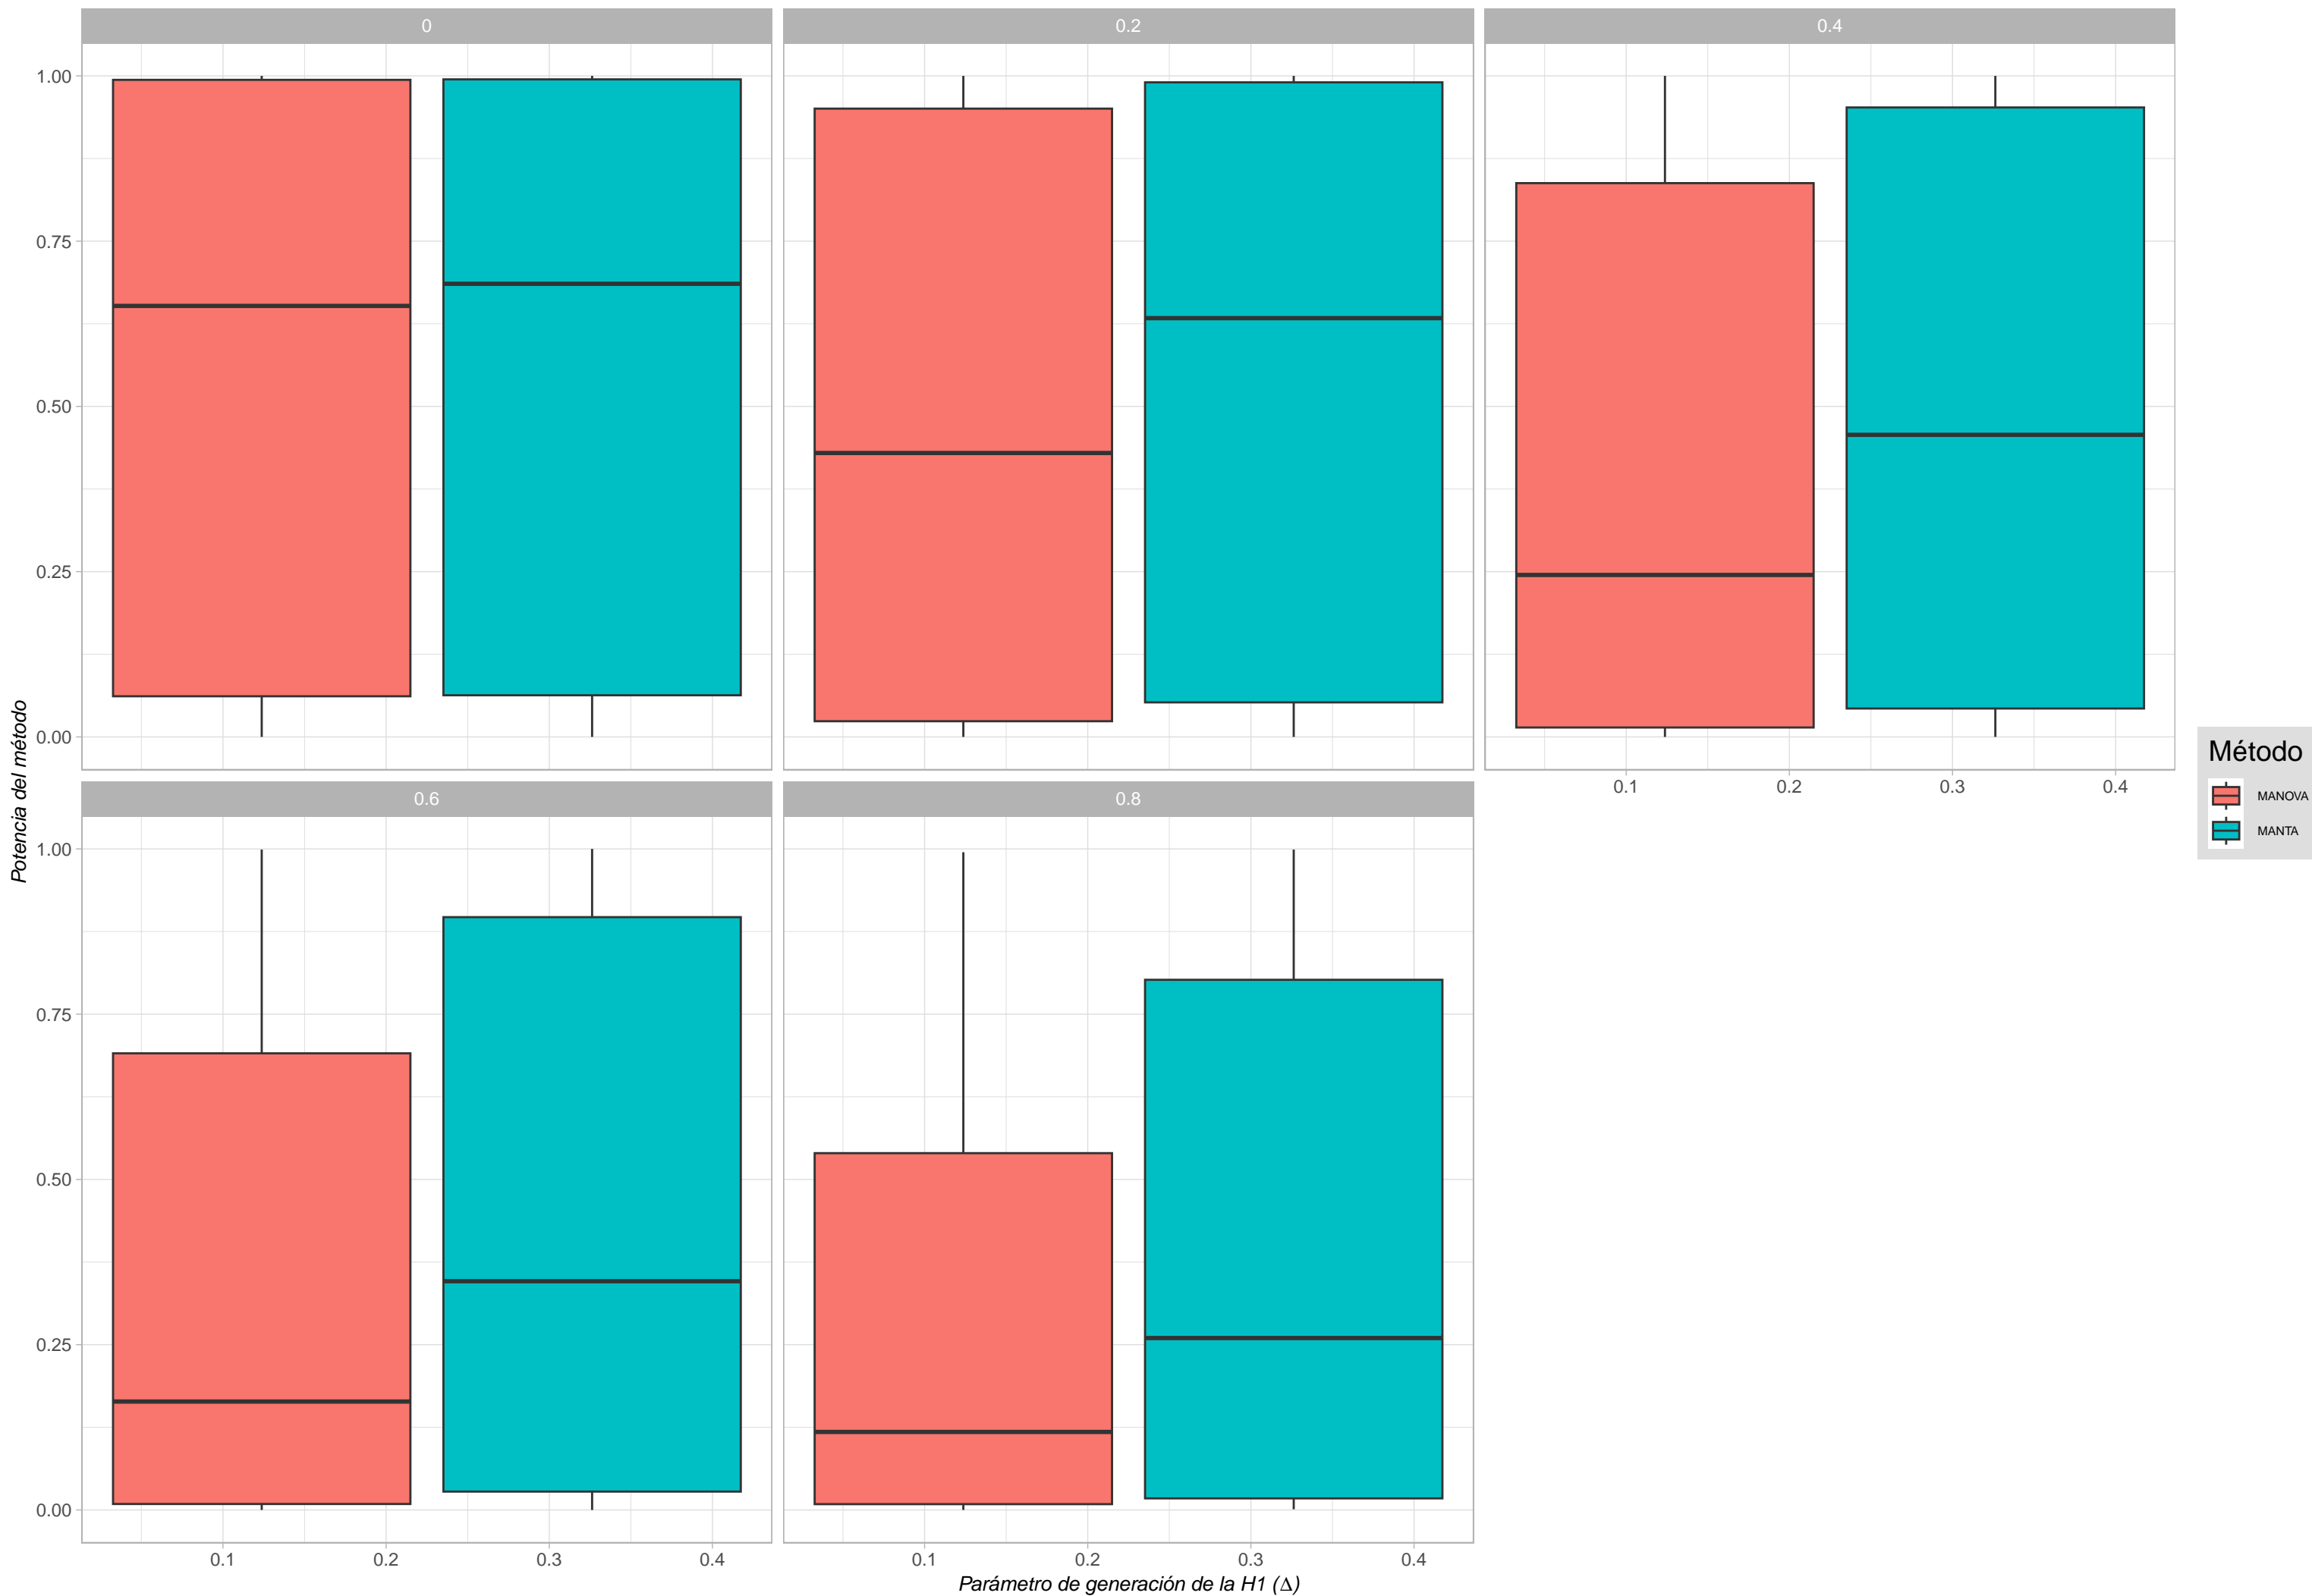 0
0.2
0.4
1.00
0.75
0.50
0.25
0.00
0.1 0.2 0.3 0.4
0.6
0.8
1.00
0.75
0.50
0.25
0.00
0.1 0.2 0.3 0.4
0.1 0.2 0.3 0.4
Parámetro de generación de la H1 (Δ)
Potencia del método
Método
MANOVA
MANTA